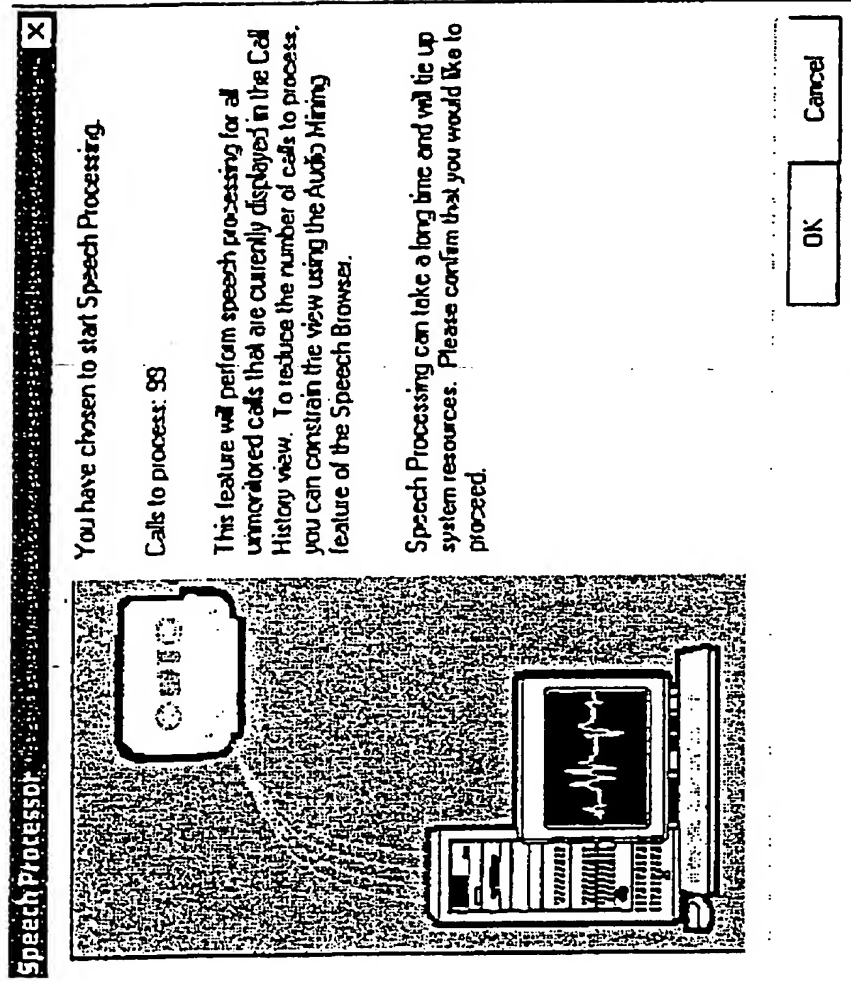 Speech Processor
You have chosen to start Speech Processing.
Calls to process: 99
This feature will perform speech processing for all
unmonitored calls that are currently displayed in the Call
History view. To reduce the number of calls to process,
you can constrain the view using the Audio Mining
feature of the Speech Browser.
Speech Processing can take a long time and will tie up
system resources. Please confirm that you would like to
proceed.
OK
Cancel